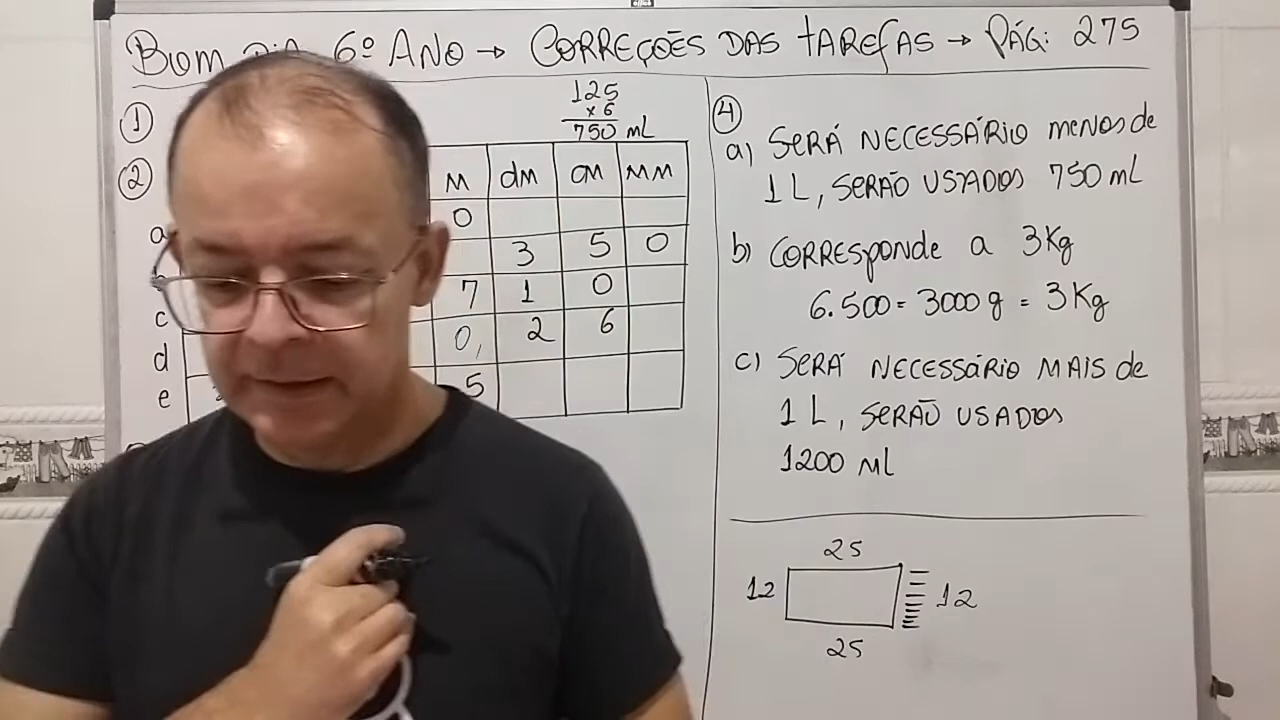 Bom Dia 6º Ano → Correções das tarefas → Pág: 275
①
125
x 6
750 mL
②
M dM cM MM
0
a
3 5 0
7 1 0
c
0, 2 6
d
5
e
④
a) Será necessário menos de
1 L, serão usados 750 mL
b) Corresponde a 3Kg
6.500 = 3000 g = 3 Kg
c) Será necessário mais de
1 L, serão usados
1200 ml
25
12
12
25